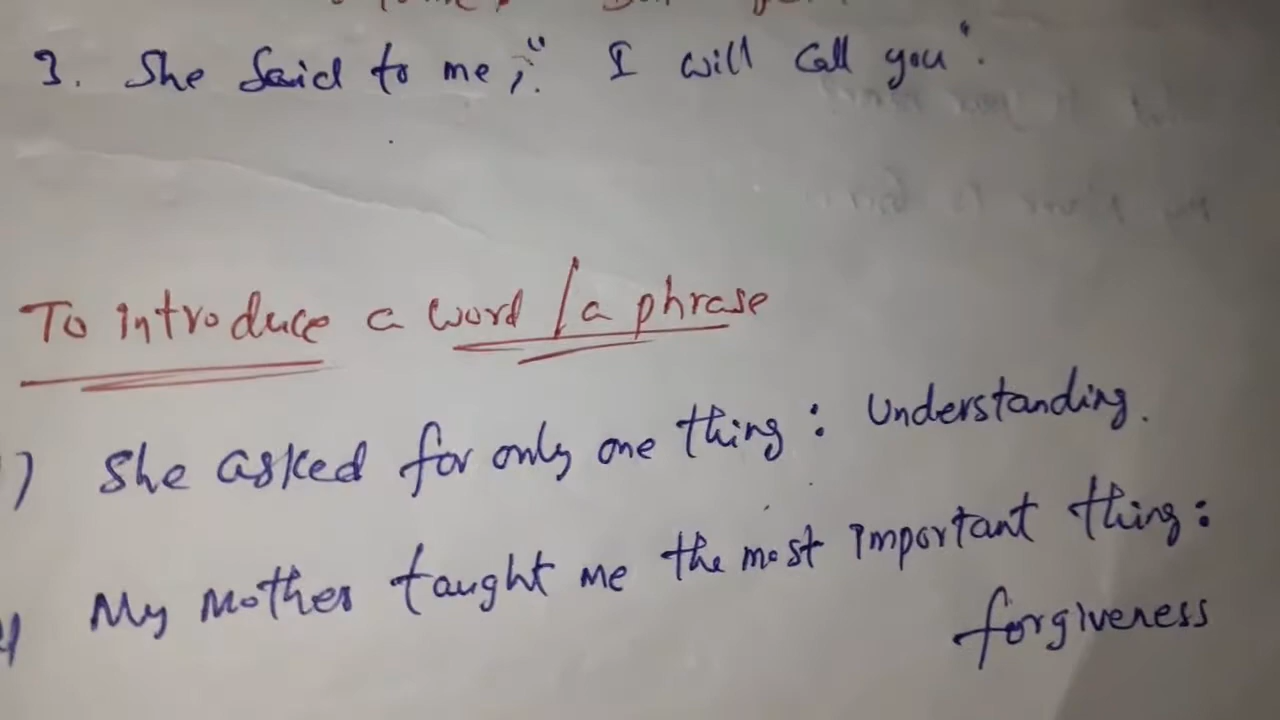 3. She Said to me,:" I will Call you".
To introduce a word / a phrase
) She asked for only one thing : Understanding.
My Mother taught me the most important thing :
forgiveness